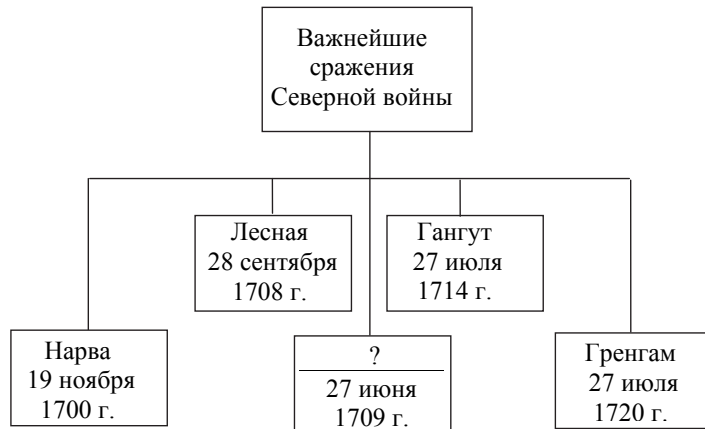 Важнейшие
сражения
Северной войны
Лесная
28 сентября
1708 г.
Гангут
27 июля
1714 г.
Нарва
19 ноября
1700 г.
?
27 июня
1709 г.
Гренгам
27 июля
1720 г.